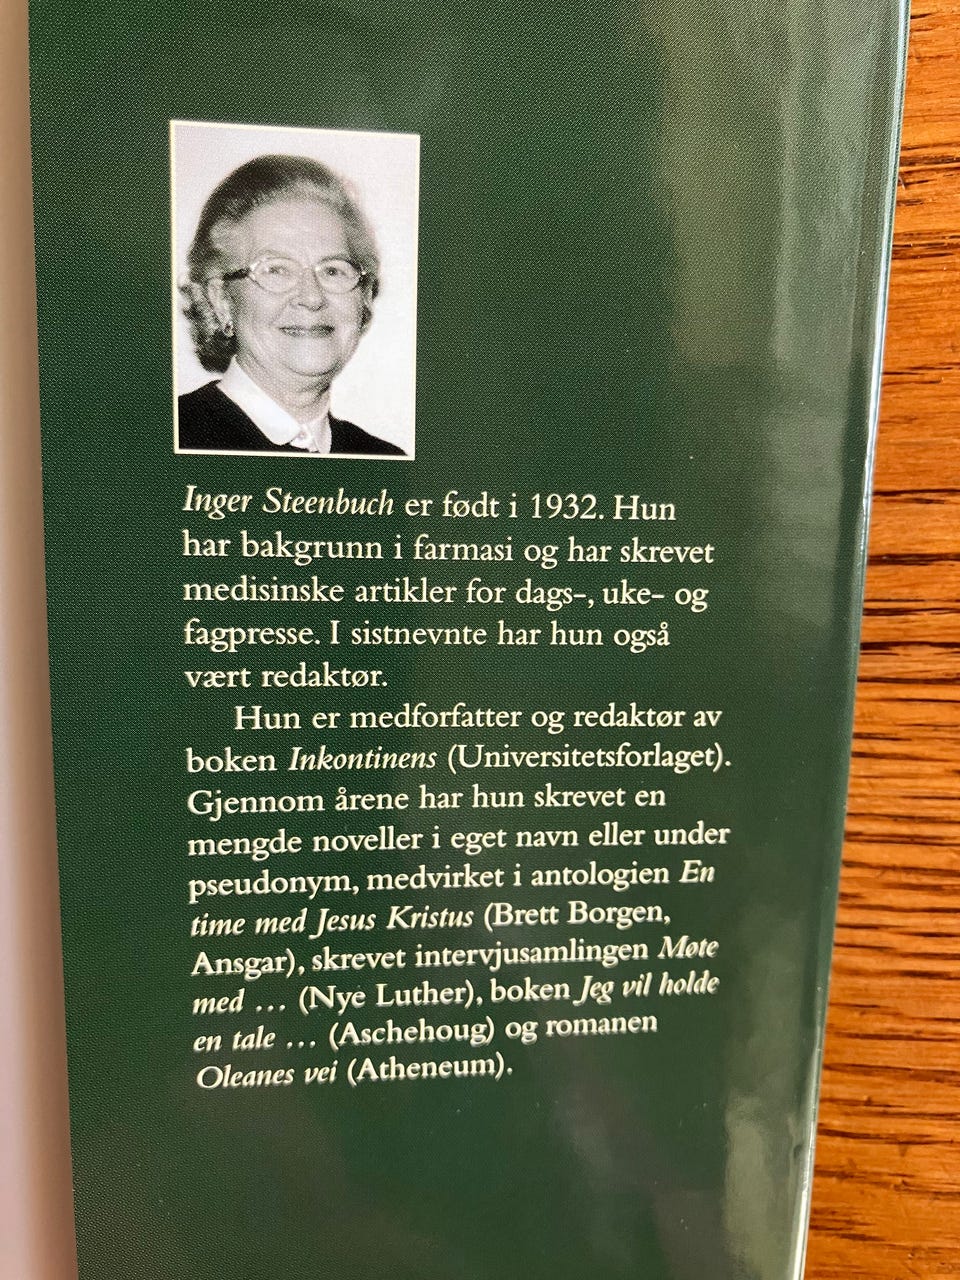 Inger Steenbuch er født i 1932. Hun
har bakgrunn i farmasi og har skrevet
medisinske artikler for dags-, uke- og
fagpresse. I sistnevnte har hun også
vært redaktør.
Hun er medforfatter og redaktør av
boken Inkontinens (Universitetsforlaget).
Gjennom årene har hun skrevet en
mengde noveller i eget navn eller under
pseudonym, medvirket i antologien En
time med Jesus Kristus (Brett Borgen,
Ansgar), skrevet intervjusamlingen Møte
med … (Nye Luther), boken Jeg vil holde
en tale … (Aschehoug) og romanen
Oleanes vei (Atheneum).